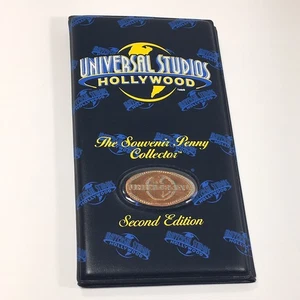 UNIVERSAL STUDIOS
HOLLYWOOD
The Souvenir Penny
Collector
Second Edition